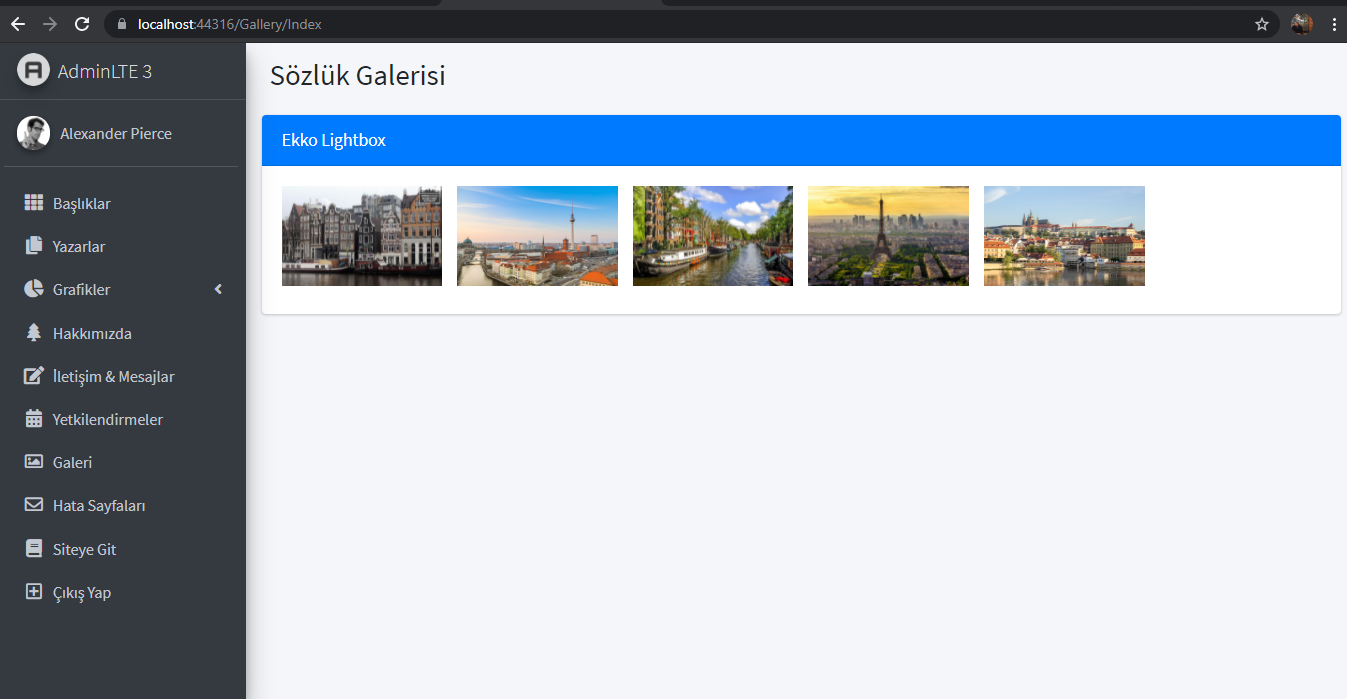 localhost:44316/Gallery/Index
AdminLTE 3
Alexander Pierce
Başlıklar
Yazarlar
Grafikler
Hakkımızda
İletişim & Mesajlar
Yetkilendirmeler
Galeri
Hata Sayfaları
Siteye Git
Çıkış Yap
Sözlük Galerisi
Ekko Lightbox